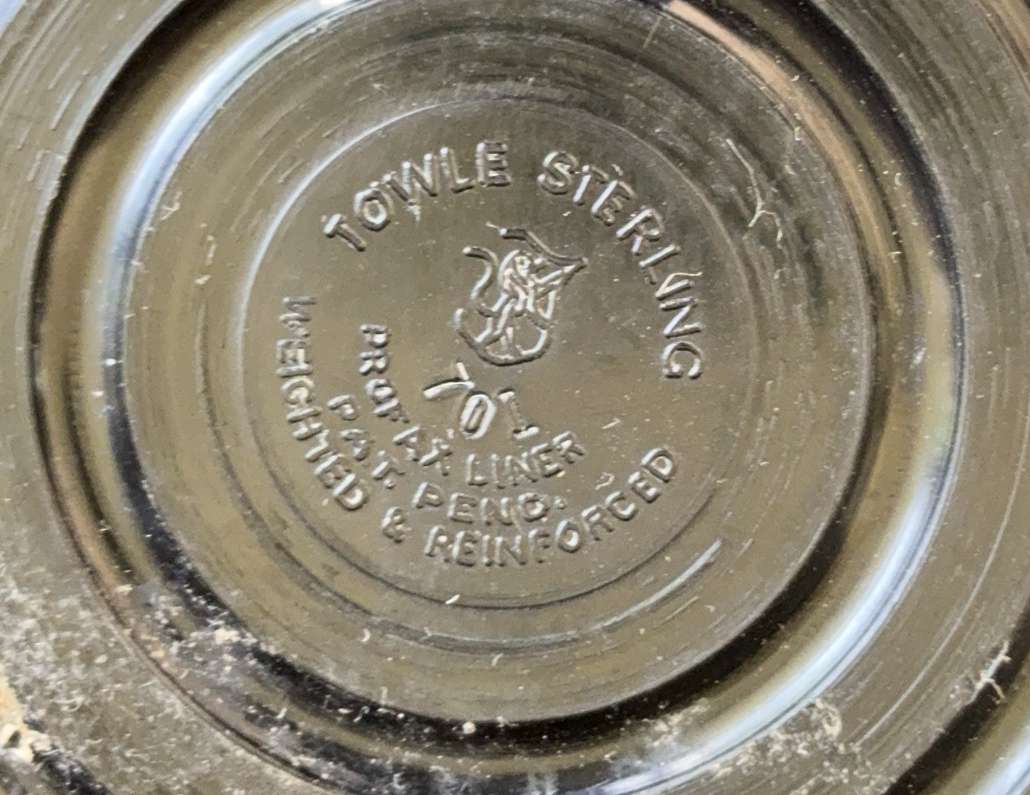 TOWLE STERLING
701
PROFAX LINER
PAT. PEND.
WEIGHTED & REINFORCED